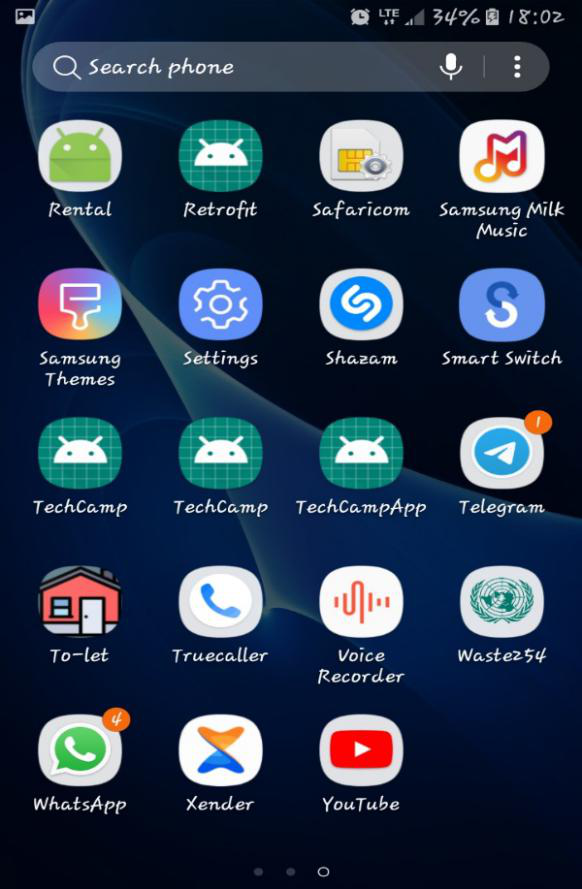 LTE 34% 18:02
Search phone
Rental Retrofit Safaricom Samsung Milk
Music
Samsung
Themes Settings Shazam Smart Switch
1
TechCamp TechCamp TechCampApp Telegram
To-let Truecaller Voice
Recorder Waste254
4
WhatsApp Xender YouTube